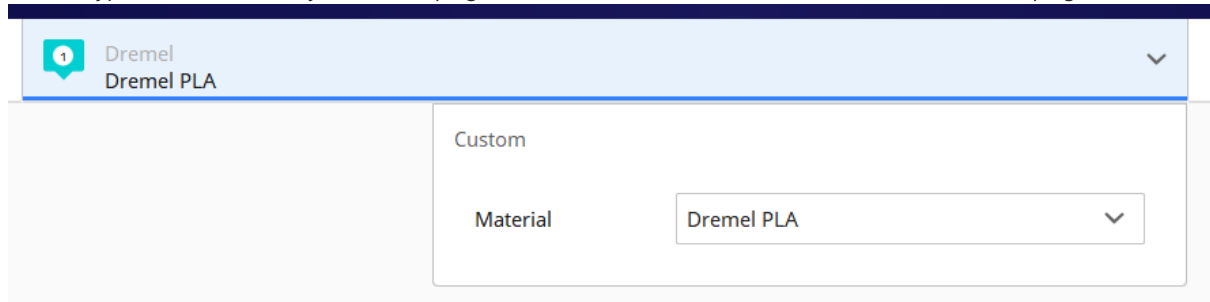 1
Dremel
Dremel PLA
Custom
Material
Dremel PLA